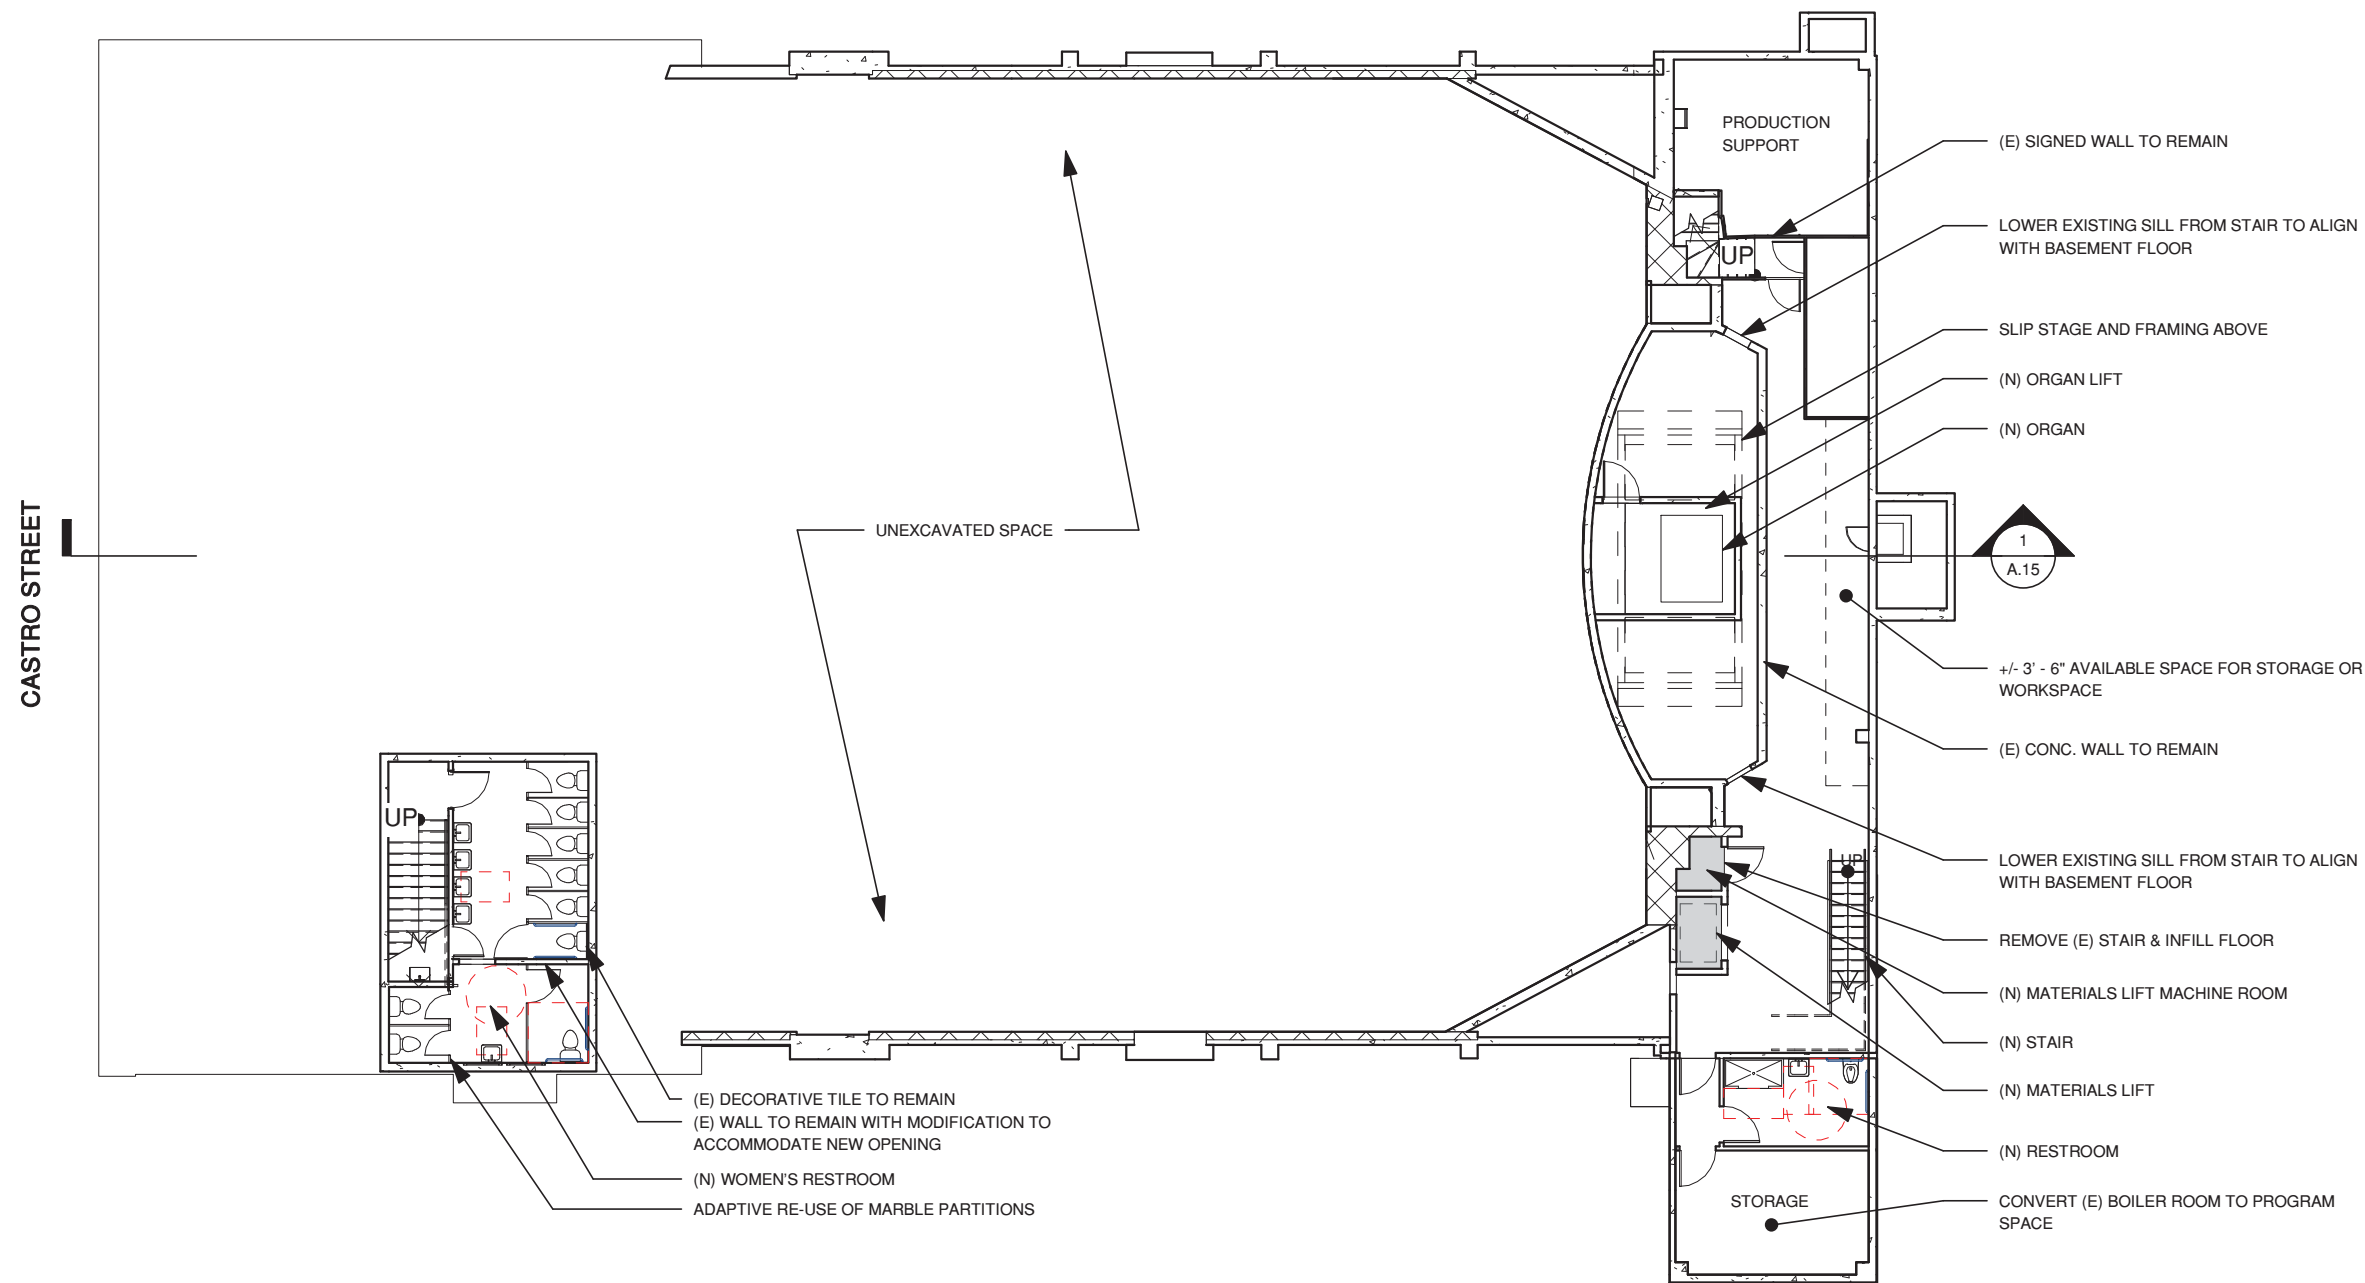 CASTRO STREET
PRODUCTION
SUPPORT
UP
(E) SIGNED WALL TO REMAIN
LOWER EXISTING SILL FROM STAIR TO ALIGN
WITH BASEMENT FLOOR
SLIP STAGE AND FRAMING ABOVE
(N) ORGAN LIFT
(N) ORGAN
UNEXCAVATED SPACE
1
A.15
+/- 3' - 6" AVAILABLE SPACE FOR STORAGE OR
WORKSPACE
(E) CONC. WALL TO REMAIN
UP
UP
LOWER EXISTING SILL FROM STAIR TO ALIGN
WITH BASEMENT FLOOR
REMOVE (E) STAIR & INFILL FLOOR
(N) MATERIALS LIFT MACHINE ROOM
(N) STAIR
(N) MATERIALS LIFT
(N) RESTROOM
STORAGE
CONVERT (E) BOILER ROOM TO PROGRAM
SPACE
(E) DECORATIVE TILE TO REMAIN
(E) WALL TO REMAIN WITH MODIFICATION TO
ACCOMMODATE NEW OPENING
(N) WOMEN'S RESTROOM
ADAPTIVE RE-USE OF MARBLE PARTITIONS